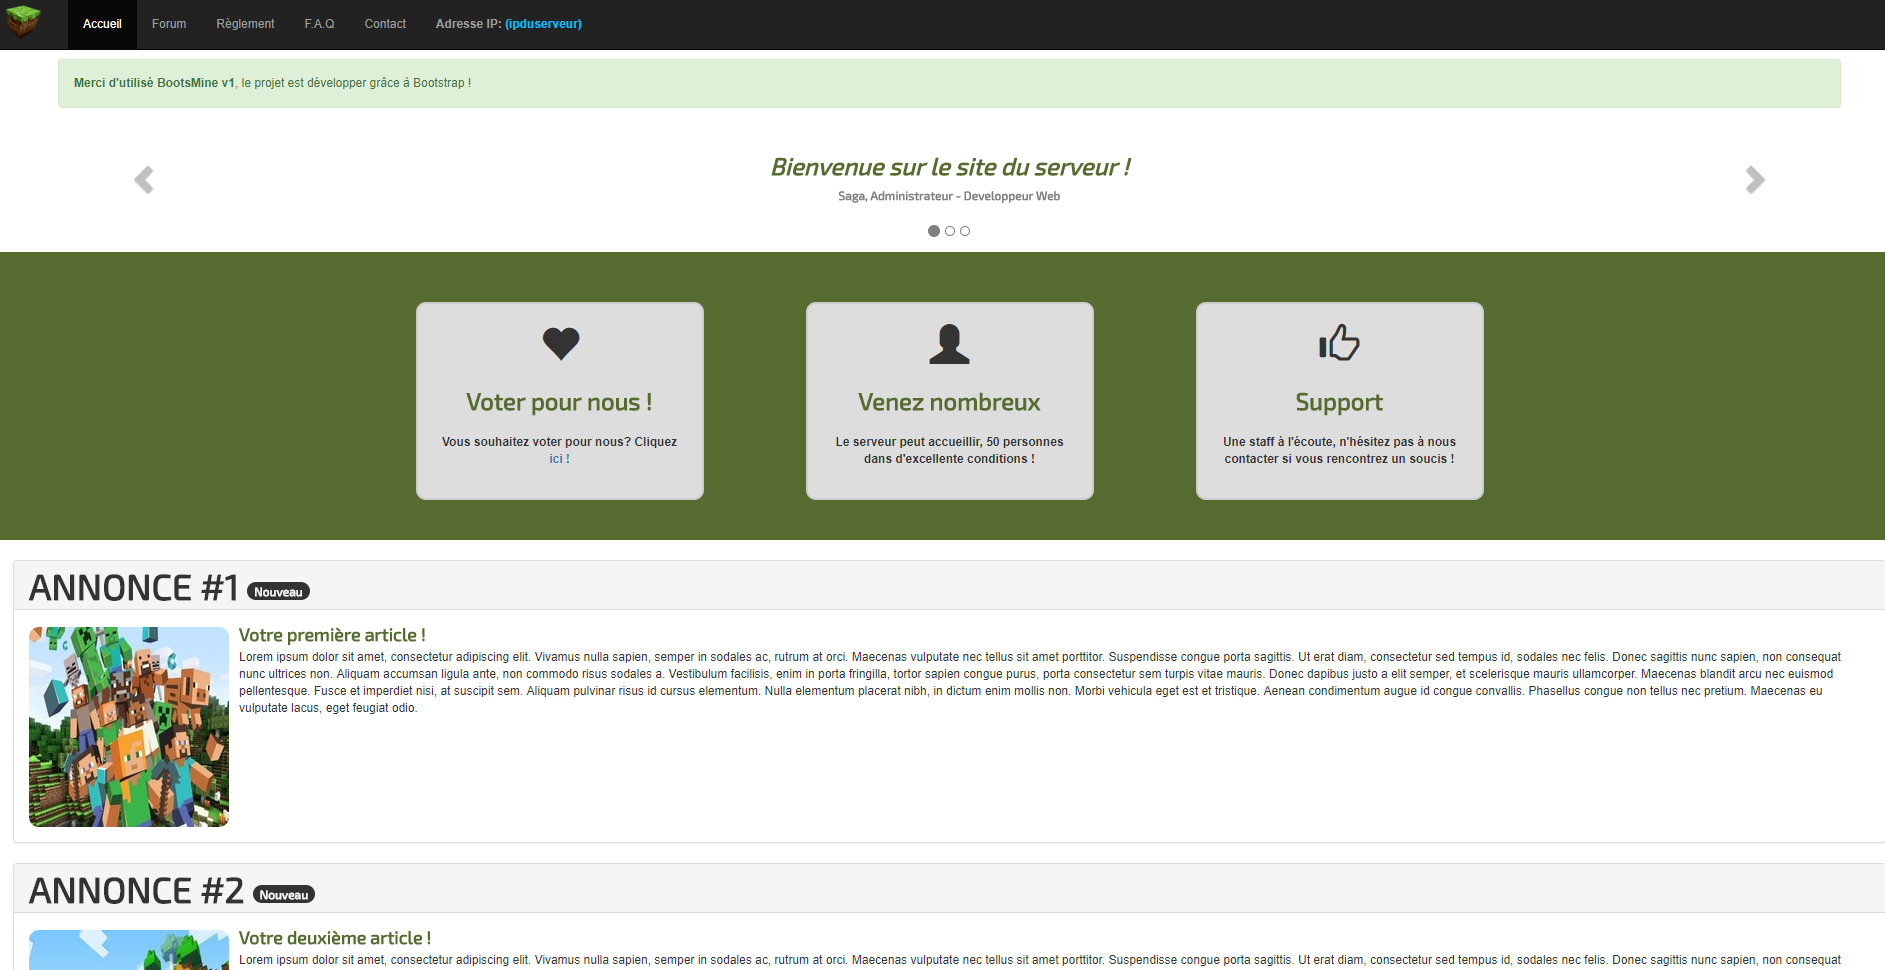 Accueil Forum Règlement F.A.Q Contact Adresse IP: (ipduserveur)
Merci d'utilisé BootsMine v1, le projet est développer grâce à Bootstrap !
Bienvenue sur le site du serveur !
Saga, Administrateur - Developpeur Web
Voter pour nous !
Vous souhaitez voter pour nous? Cliquez
ici !
Venez nombreux
Le serveur peut accueillir, 50 personnes
dans d'excellente conditions !
Support
Une staff à l'écoute, n'hésitez pas à nous
contacter si vous rencontrez un soucis !
ANNONCE #1 Nouveau
Votre première article !
Lorem ipsum dolor sit amet, consectetur adipiscing elit. Vivamus nulla sapien, semper in sodales ac, rutrum at orci. Maecenas vulputate nec tellus sit amet porttitor. Suspendisse congue porta sagittis. Ut erat diam, consectetur sed tempus id, sodales nec felis. Donec sagittis nunc sapien, non consequat
nunc ultrices non. Aliquam accumsan ligula ante, non commodo risus sodales a. Vestibulum facilisis, enim in porta fringilla, tortor sapien congue purus, porta consectetur sem turpis vitae mauris. Donec dapibus justo a elit semper, et scelerisque mauris ullamcorper. Maecenas blandit arcu nec euismod
pellentesque. Fusce et imperdiet nisi, at suscipit sem. Aliquam pulvinar risus id cursus elementum. Nulla elementum placerat nibh, in dictum enim mollis non. Morbi vehicula eget est et tristique. Aenean condimentum augue id congue convallis. Phasellus congue non tellus nec pretium. Maecenas eu
vulputate lacus, eget feugiat odio.
ANNONCE #2 Nouveau
Votre deuxième article !
Lorem ipsum dolor sit amet, consectetur adipiscing elit. Vivamus nulla sapien, semper in sodales ac, rutrum at orci. Maecenas vulputate nec tellus sit amet porttitor. Suspendisse congue porta sagittis. Ut erat diam, consectetur sed tempus id, sodales nec felis. Donec sagittis nunc sapien, non consequat